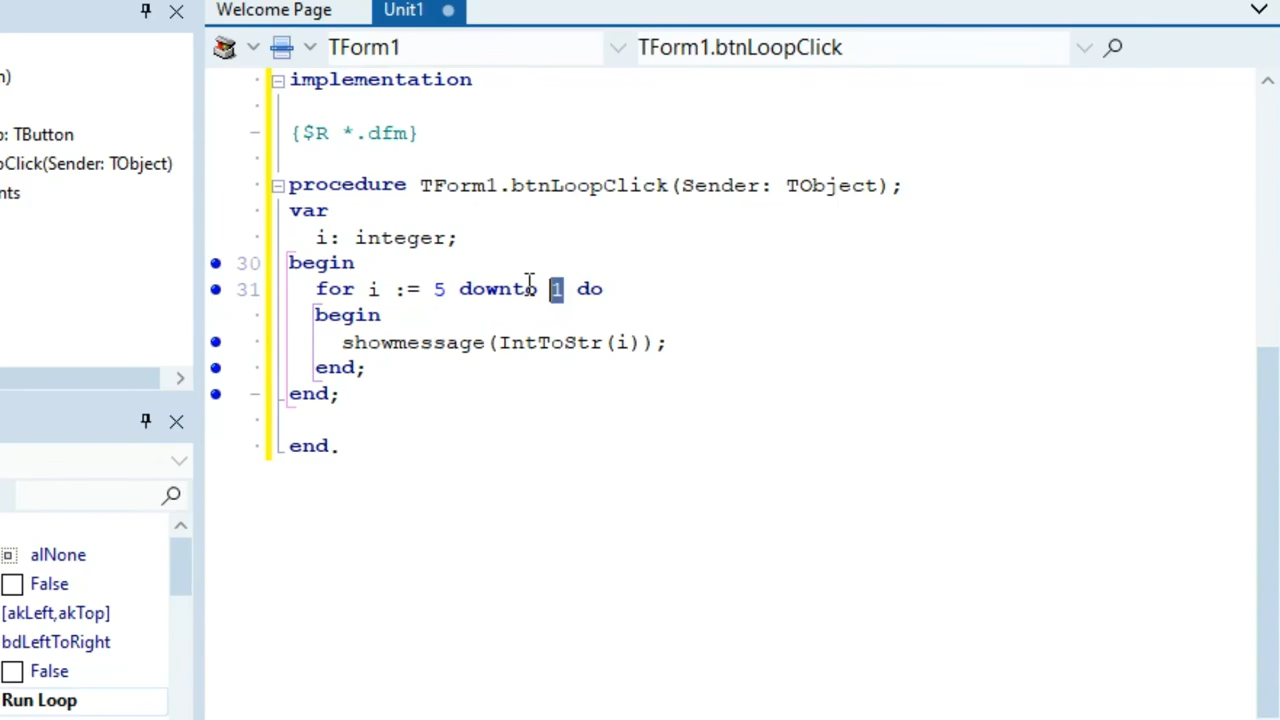 Welcome Page
Unit1
TForm1
TForm1.btnLoopClick
implementation
{$R *.dfm}
procedure TForm1.btnLoopClick(Sender: TObject);
var
i: integer;
30 begin
31 for i := 5 downto 1 do
begin
showmessage(IntToStr(i));
end;
end;
end.
: TButton
Click(Sender: TObject)
alNone
False
[akLeft,akTop]
bdLeftToRight
False
Run Loop